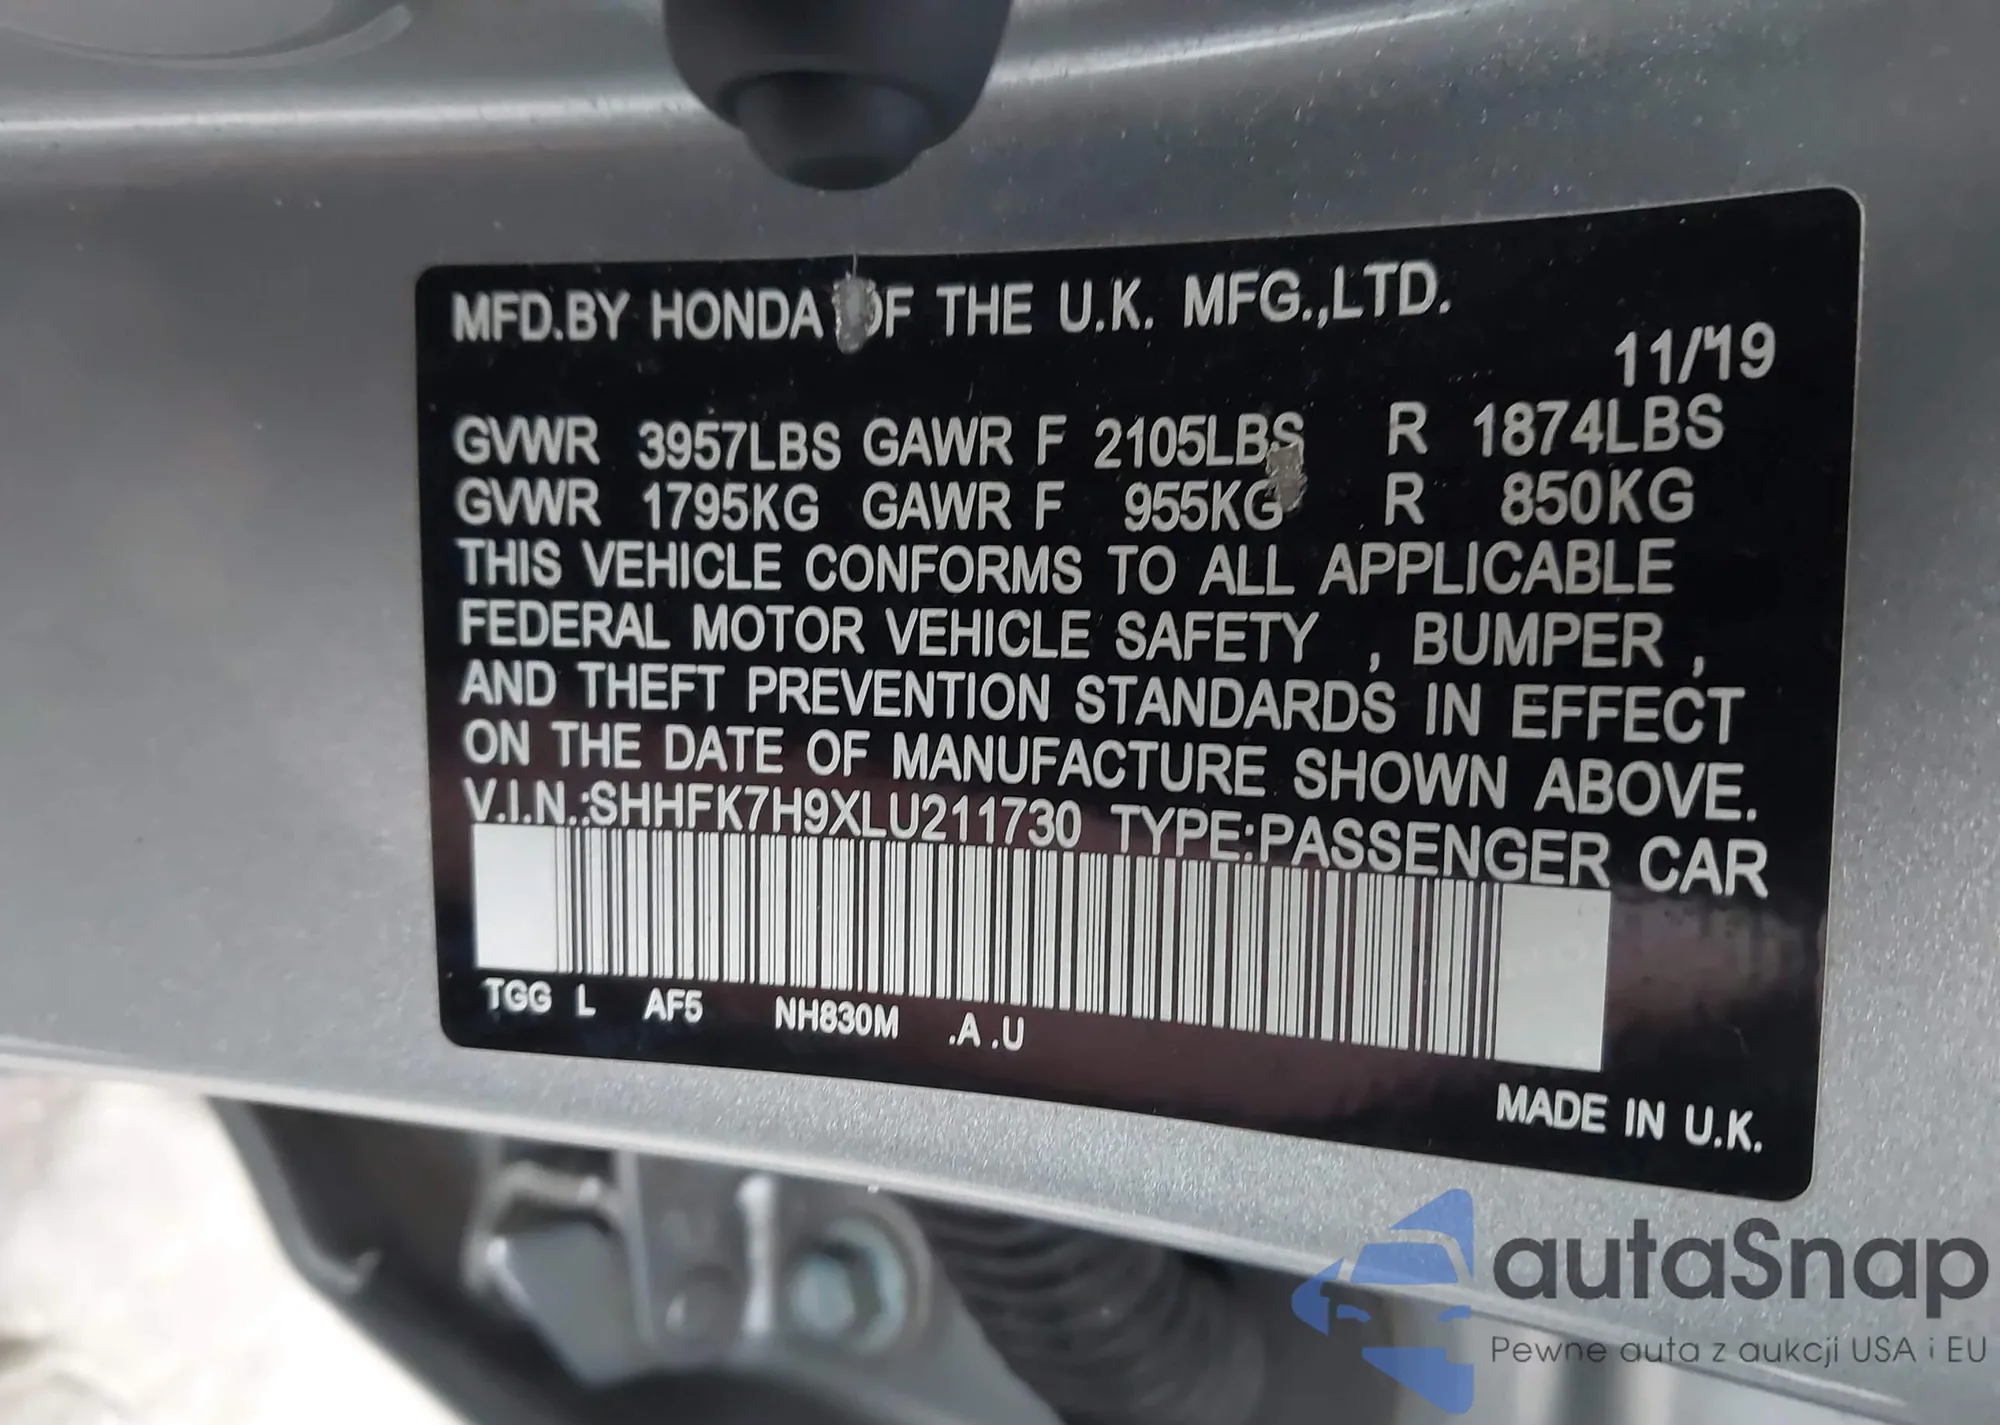 MFD.BY HONDA OF THE U.K. MFG.,LTD.
11/19
GVWR 3957LBS GAWR F 2105LBS R 1874LBS
GVWR 1795KG GAWR F 955KG R 850KG
THIS VEHICLE CONFORMS TO ALL APPLICABLE
FEDERAL MOTOR VEHICLE SAFETY , BUMPER ,
AND THEFT PREVENTION STANDARDS IN EFFECT
ON THE DATE OF MANUFACTURE SHOWN ABOVE.
V.I.N.:SHHFK7H9XLU211730 TYPE:PASSENGER CAR
TGG L AF5 NH830M .A .U
MADE IN U.K.
autaSnap
Pewne auta z aukcji USA i EU